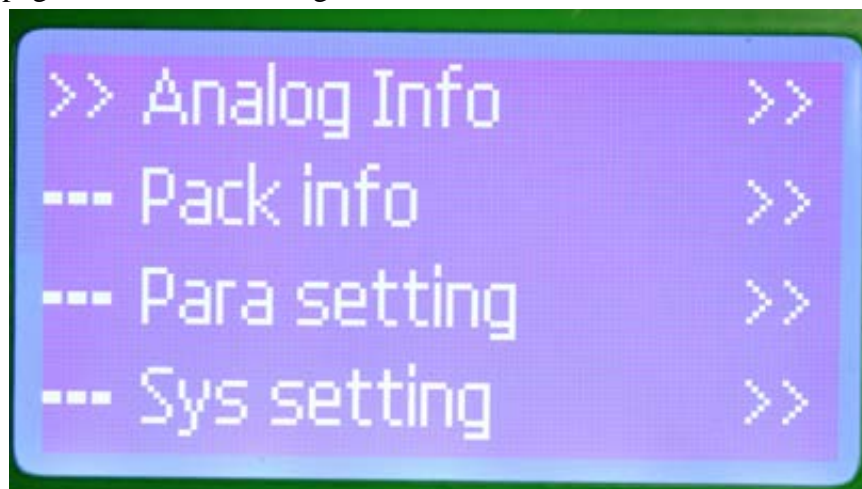 >> Analog Info >>
--- Pack info >>
--- Para setting >>
--- Sys setting >>